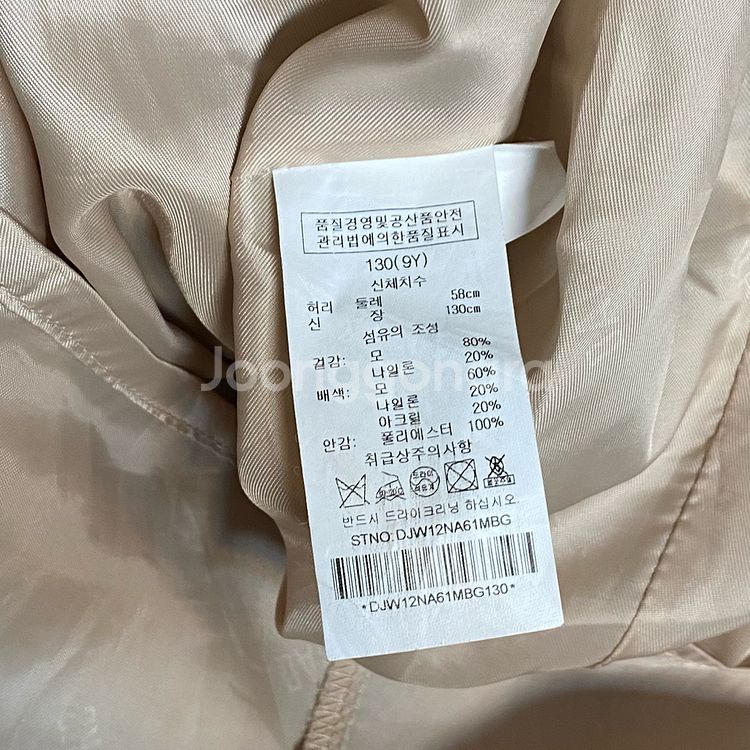 품질경영및공산품안전
관리법에의한품질표시
130(9Y)
신체치수
허리 둘레 58cm
신 장 130cm
섬유의 조성
겉감: 모 80%
나일론 20%
배색: 모 60%
나일론 20%
아크릴 20%
안감: 폴리에스터 100%
취급상주의사항
드라이
반드시 드라이크리닝 하십시오.
STNO:DJW12NA61MBG
*DJW12NA61MBG130*